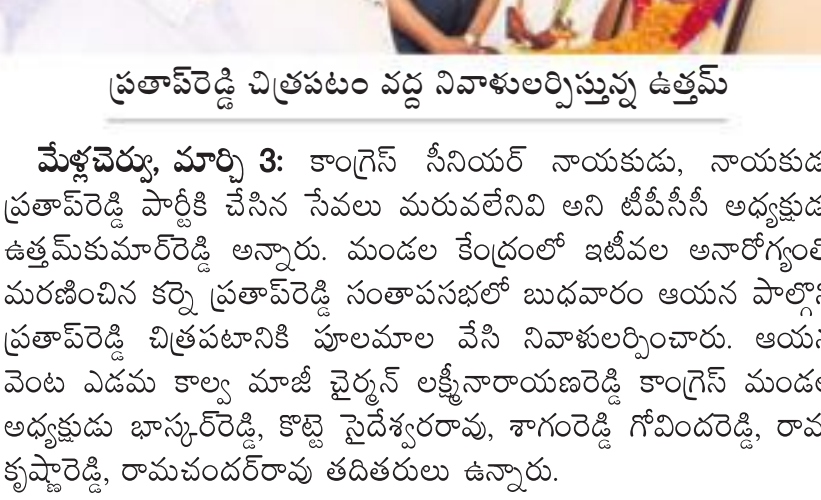 ప్రతాప్‌రెడ్డి చిత్రపటం వద్ద నివాళులర్పిస్తున్న ఉత్తమ్
మేళ్లచెర్వు, మార్చి 3: కాంగ్రెస్ సీనియర్ నాయకుడు, నాయకుడు
ప్రతాప్‌రెడ్డి పార్టీకి చేసిన సేవలు మరువలేనివి అని టీపీసీసీ అధ్యక్షుడు
ఉత్తమ్‌కుమార్‌రెడ్డి అన్నారు. మండల కేంద్రంలో ఇటీవల అనారోగ్యంతో
మరణించిన కర్నె ప్రతాప్‌రెడ్డి సంతాపసభలో బుధవారం ఆయన పాల్గొని
ప్రతాప్‌రెడ్డి చిత్రపటానికి పూలమాల వేసి నివాళులర్పించారు. ఆయన
వెంట ఎడమ కాల్వ మాజీ చైర్మన్ లక్ష్మీనారాయణరెడ్డి కాంగ్రెస్ మండల
అధ్యక్షుడు భాస్కర్‌రెడ్డి, కొట్టె సైదేశ్వరరావు, శాగంరెడ్డి గోవిందరెడ్డి, రామ
కృష్ణారెడ్డి, రామచందర్‌రావు తదితరులు ఉన్నారు.